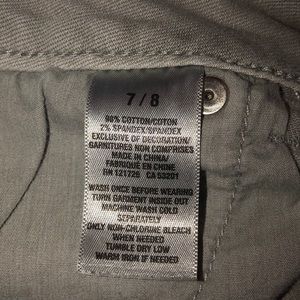 7/8
98% COTTON/COTON
2% SPANDEX/SPANDEX
EXCLUSIVE OF DECORATION/
GARNITURES NON COMPRISES
MADE IN CHINA/
FABRIQUÉ EN CHINE
RN 121725 CA 53201
WASH ONCE BEFORE WEARING
TURN GARMENT INSIDE OUT
MACHINE WASH COLD
SEPARATELY
ONLY NON-CHLORINE BLEACH
WHEN NEEDED
TUMBLE DRY LOW
WARM IRON IF NEEDED